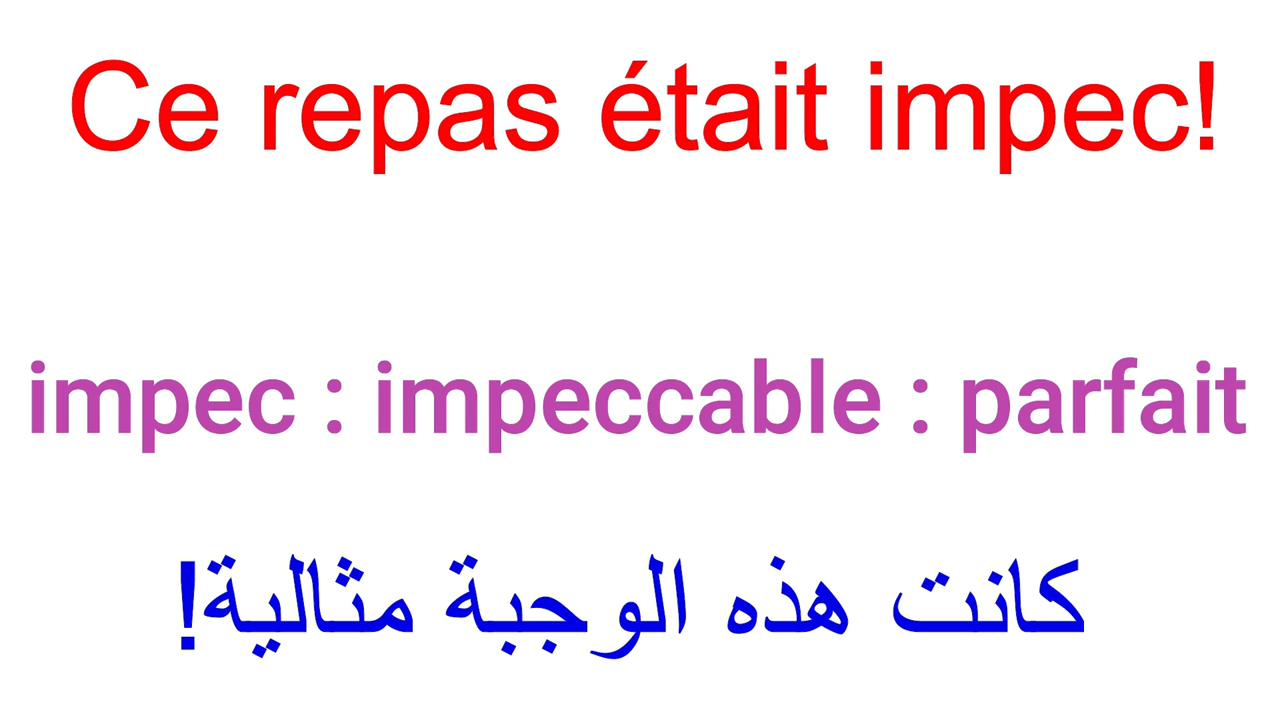 Ce repas était impec!
impec : impeccable : parfait
كانت هذه الوجبة مثالية!